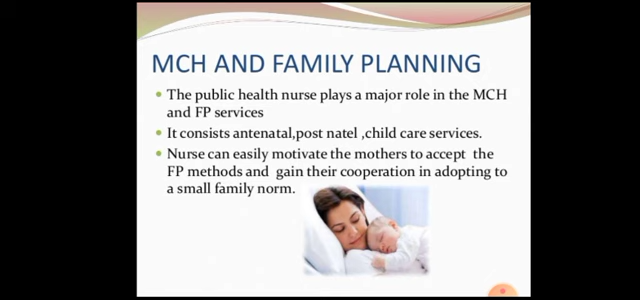 MCH AND FAMILY PLANNING
The public health nurse plays a major role in the MCH
and FP services
It consists antenatal,post natel ,child care services.
Nurse can easily motivate the mothers to accept the
FP methods and gain their cooperation in adopting to
a small family norm.